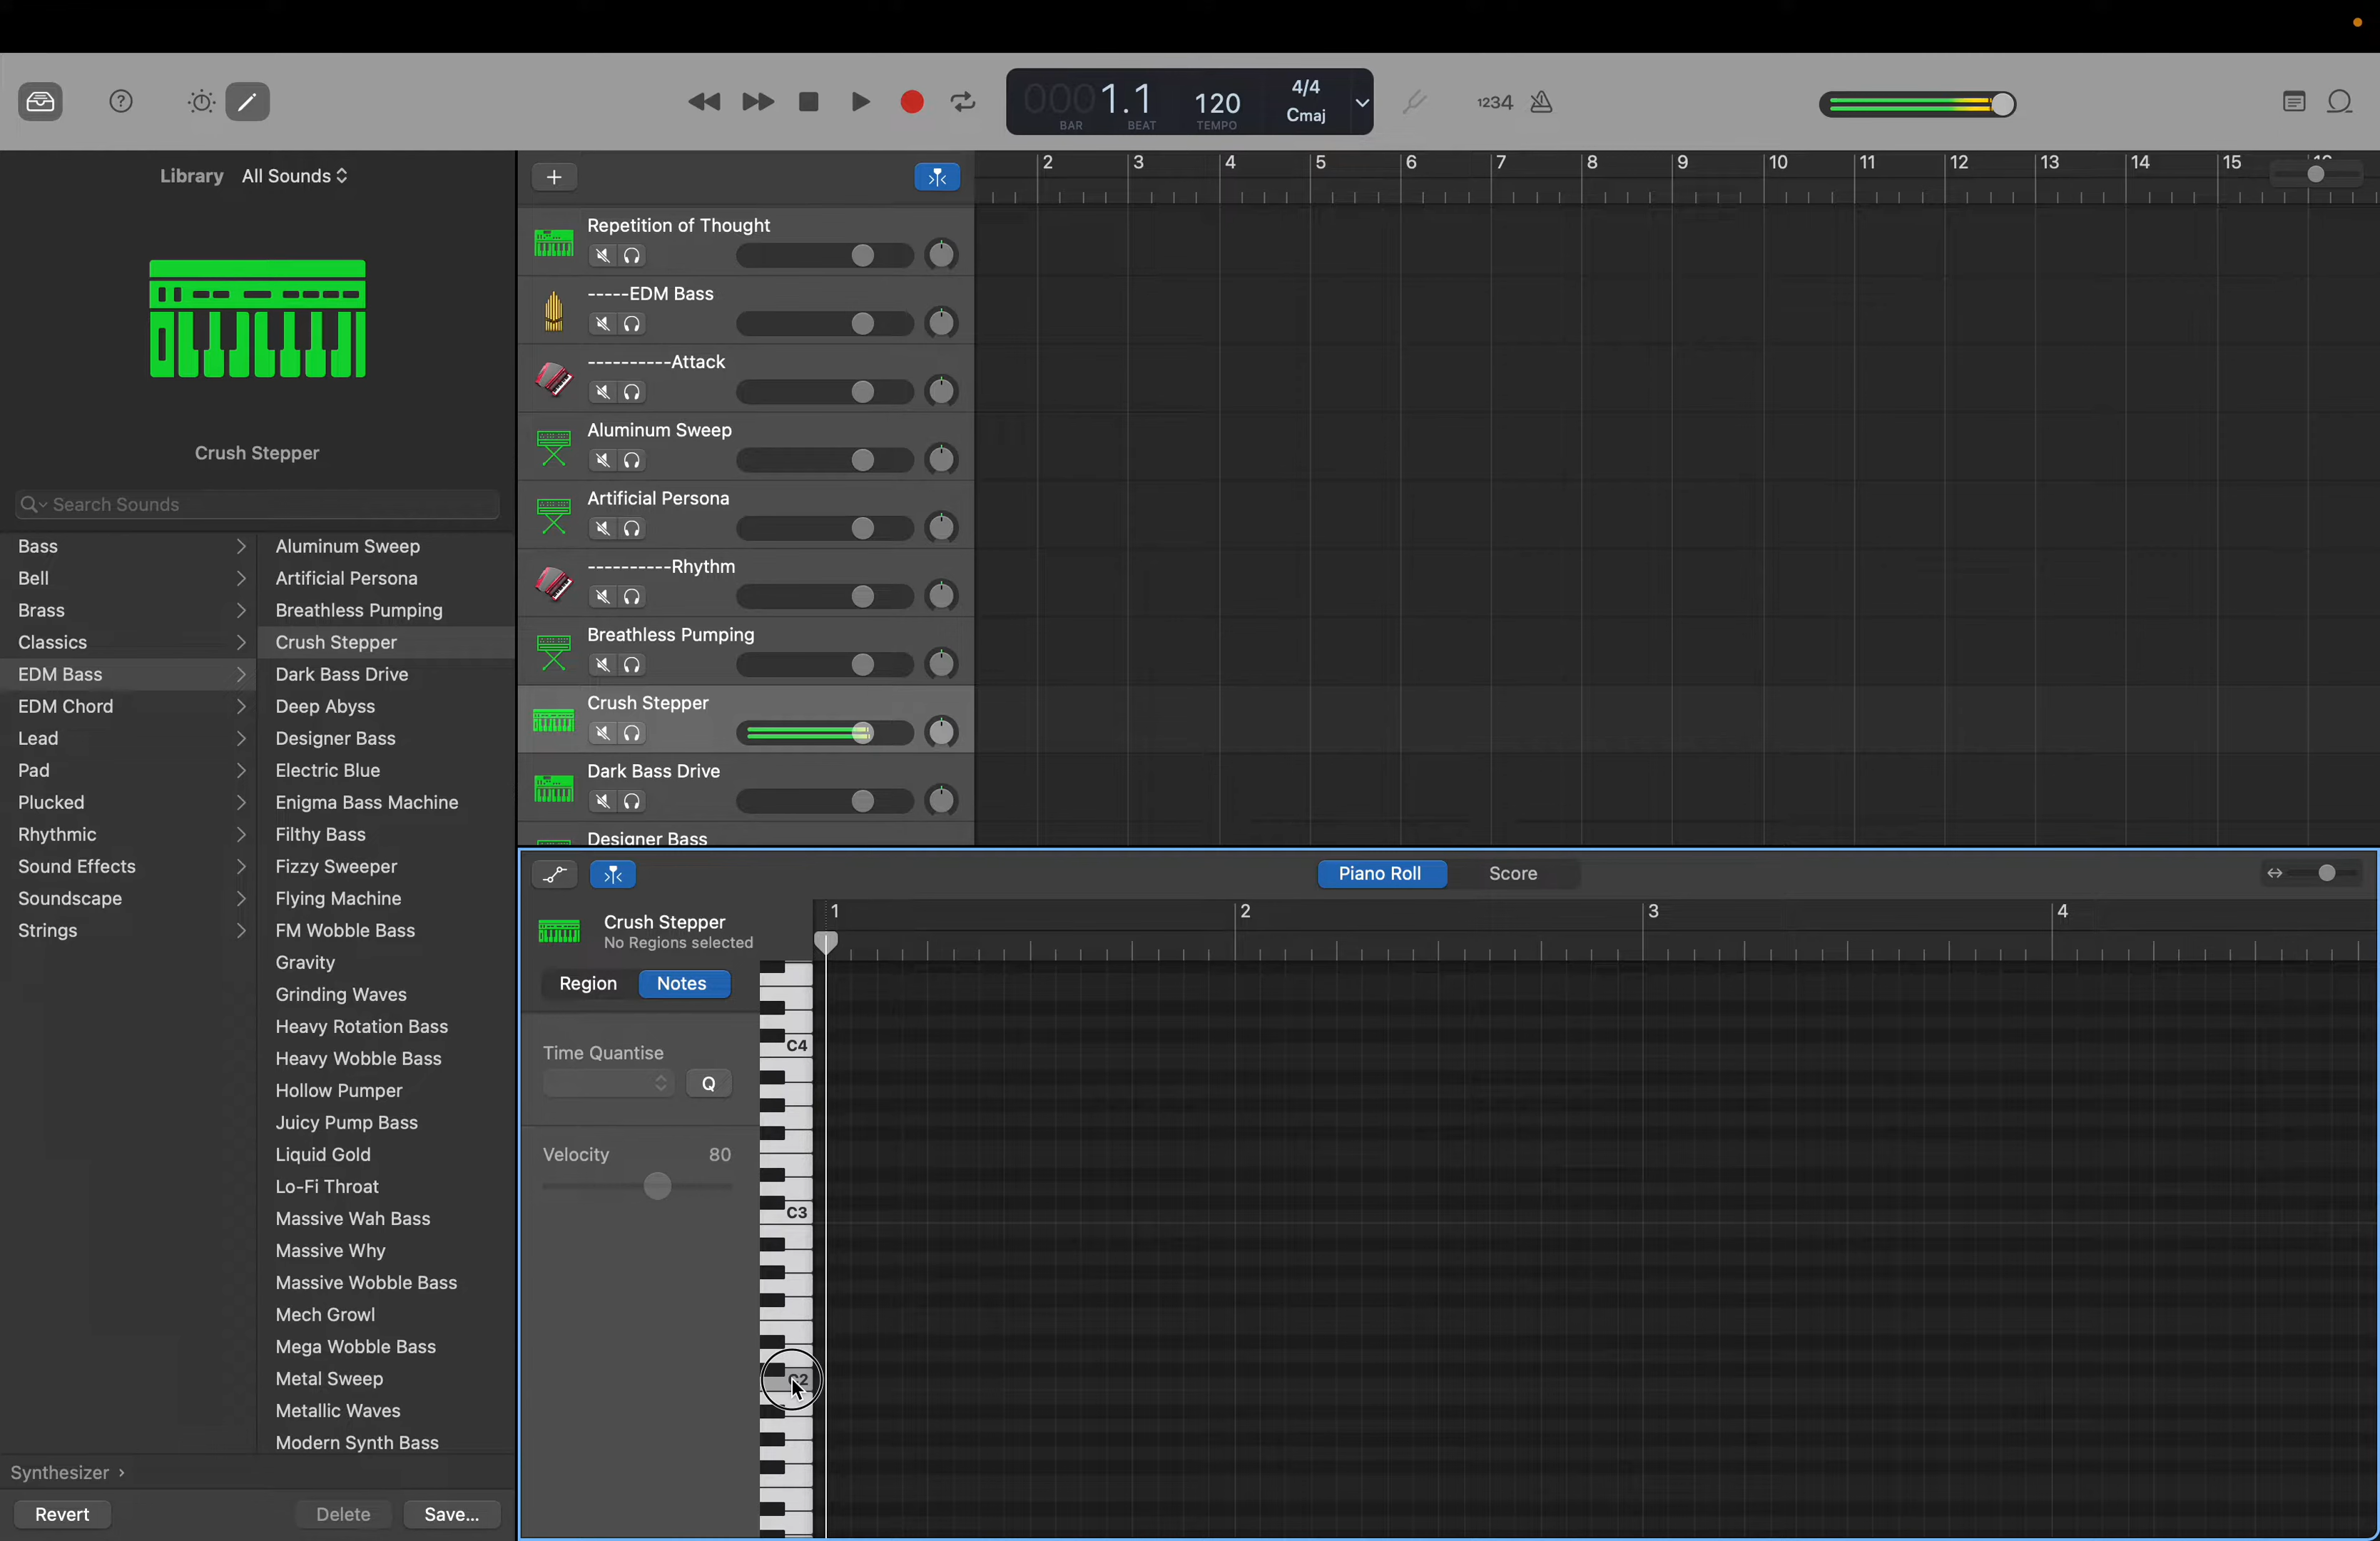 000 1.1 120 4/4
BAR BEAT TEMPO Cmaj
1234
Library All Sounds
Crush Stepper
Search Sounds
Bass
Bell
Brass
Classics
EDM Bass
EDM Chord
Lead
Pad
Plucked
Rhythmic
Sound Effects
Soundscape
Strings
Aluminum Sweep
Artificial Persona
Breathless Pumping
Crush Stepper
Dark Bass Drive
Deep Abyss
Designer Bass
Electric Blue
Enigma Bass Machine
Filthy Bass
Fizzy Sweeper
Flying Machine
FM Wobble Bass
Gravity
Grinding Waves
Heavy Rotation Bass
Heavy Wobble Bass
Hollow Pumper
Juicy Pump Bass
Liquid Gold
Lo-Fi Throat
Massive Wah Bass
Massive Why
Massive Wobble Bass
Mech Growl
Mega Wobble Bass
Metal Sweep
Metallic Waves
Modern Synth Bass
Synthesizer ›
Revert Delete Save...
2 3 4 5 6 7 8 9 10 11 12 13 14 15
Repetition of Thought
-----EDM Bass
----------Attack
Aluminum Sweep
Artificial Persona
----------Rhythm
Breathless Pumping
Crush Stepper
Dark Bass Drive
Designer Bass
Piano Roll Score
1 2 3 4
Crush Stepper
No Regions selected
Region Notes
Time Quantise
Q
Velocity 80
C4
C3
C2